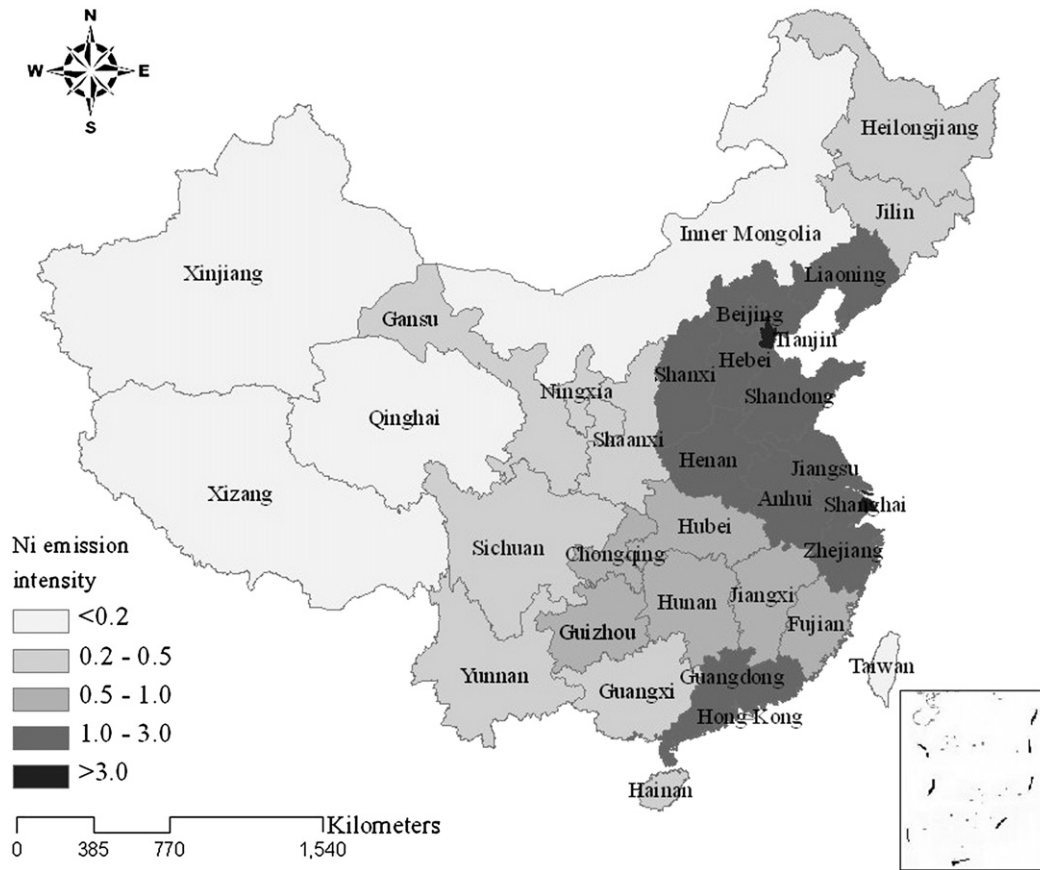 N
W E
S
Heilongjiang
Jilin
Inner Mongolia
Liaoning
Xinjiang
Gansu
Beijing
Tianjin
Hebei
Shanxi
Ningxia
Shandong
Qinghai
Shaanxi
Henan
Jiangsu
Xizang
Anhui
Shanghai
Hubei
Sichuan
Chongqing
Zhejiang
Hunan
Jiangxi
Guizhou
Fujian
Yunnan
Guangxi
Guangdong
Taiwan
Hong Kong
Hainan
Ni emission
intensity
<0.2
0.2 - 0.5
0.5 - 1.0
1.0 - 3.0
>3.0
Kilometers
0 385 770 1,540